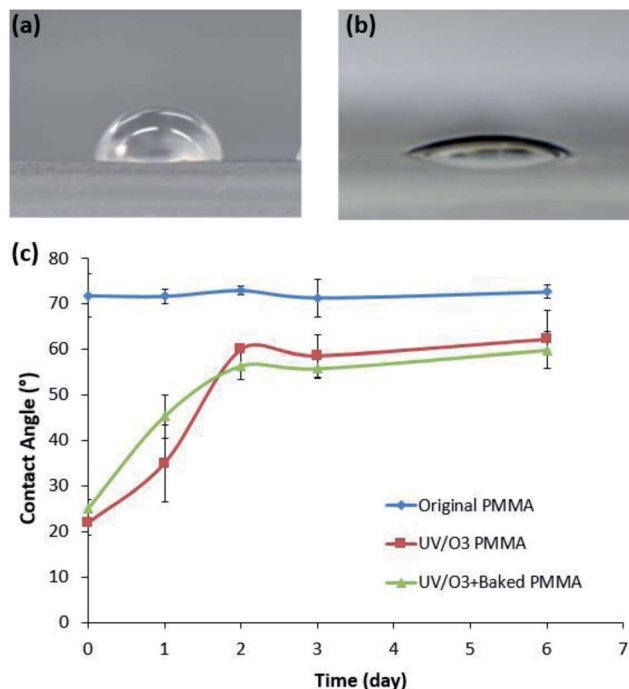 (a)
(b)
(c)
80
70
60
50
40
30
20
10
0
Contact Angle (°)
Original PMMA
UV/O3 PMMA
UV/O3+Baked PMMA
0 1 2 3 4 5 6 7
Time (day)